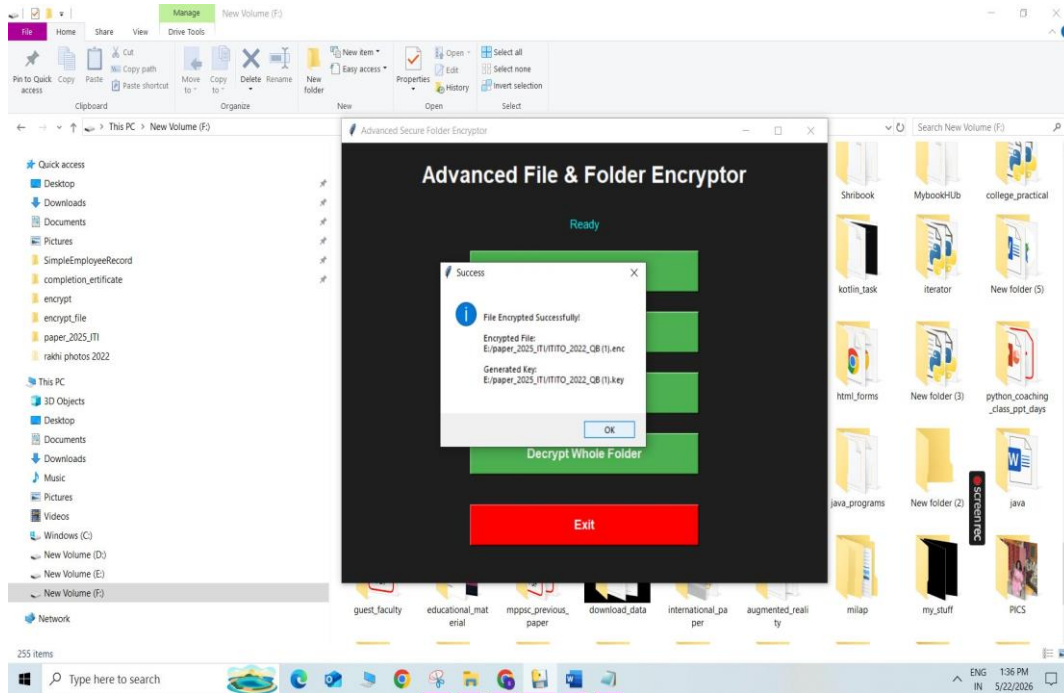 Manage
New Volume (F:)
File
Home
Share
View
Drive Tools
Pin to Quick access
Copy
Paste
Cut
Copy path
Paste shortcut
Clipboard
Move to
Copy to
Delete
Rename
Organize
New folder
New item
Easy access
New
Properties
Open
Edit
History
Open
Select all
Select none
Invert selection
Select
This PC > New Volume (F:)
Search New Volume (F:)
Quick access
Desktop
Downloads
Documents
Pictures
SimpleEmployeeRecord
completion_ertificate
encrypt
encrypt_file
paper_2025_ITI
rakhi photos 2022
This PC
3D Objects
Desktop
Documents
Downloads
Music
Pictures
Videos
Windows (C:)
New Volume (D:)
New Volume (E:)
New Volume (F:)
Network
Advanced Secure Folder Encryptor
Advanced File & Folder Encryptor
Ready
Success
File Encrypted Successfully!
Encrypted File:
E:/paper_2025_ITI/ITITO_2022_QB (1).enc
Generated Key:
E:/paper_2025_ITI/ITITO_2022_QB (1).key
OK
Decrypt Whole Folder
Exit
Shribook
MybookHUb
college_practical
kotlin_task
iterator
New folder (5)
html_forms
New folder (3)
python_coaching
_class_ppt_days
java_programs
New folder (2)
java
screenrec
guest_faculty
educational_mat
erial
mppsc_previous_
paper
download_data
international_pa
per
augmented_reali
ty
milap
my_stuff
PICS
255 items
Type here to search
ENG
IN
1:36 PM
5/22/2026